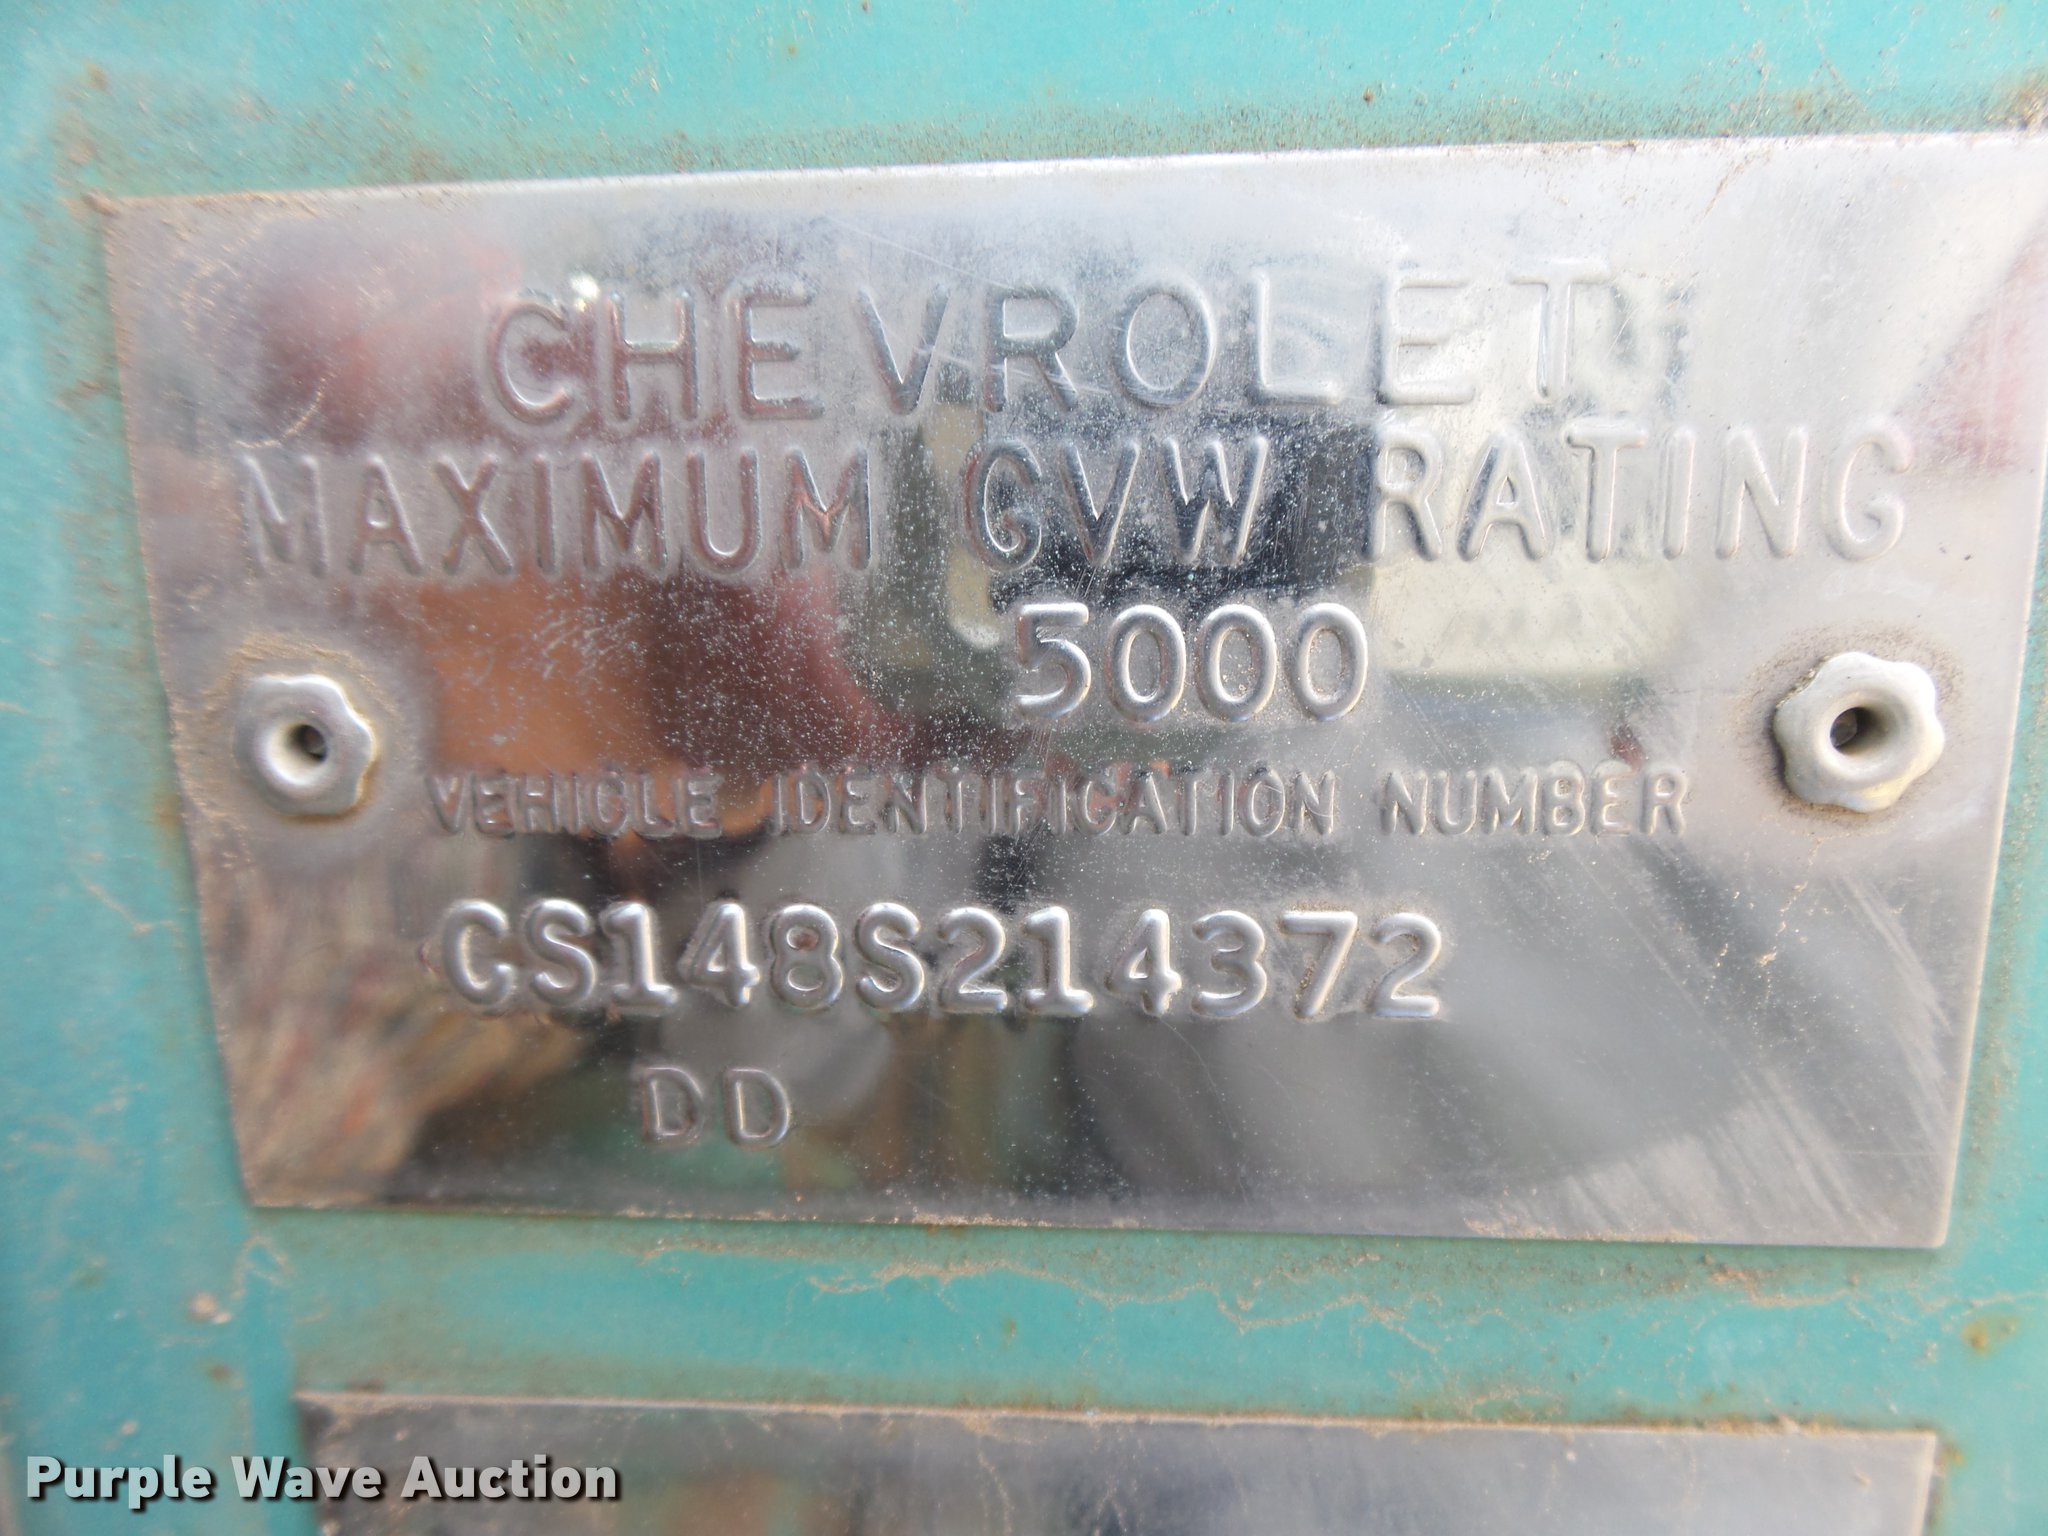 CHEVROLET
MAXIMUM GVW RATING
5000
VEHICLE IDENTIFICATION NUMBER
CS148S214372
DD
Purple Wave Auction